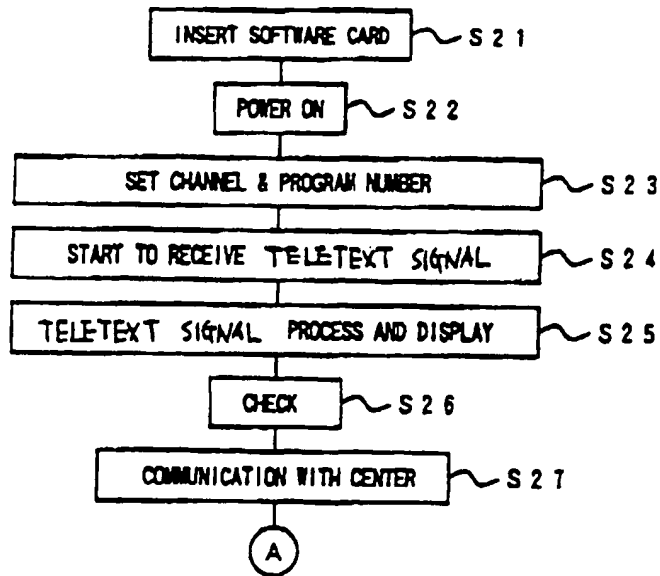 INSERT SOFTWARE CARD S21
POWER ON S22
SET CHANNEL & PROGRAM NUMBER S23
START TO RECEIVE TELETEXT SIGNAL S24
TELETEXT SIGNAL PROCESS AND DISPLAY S25
CHECK S26
COMMUNICATION WITH CENTER S27
A